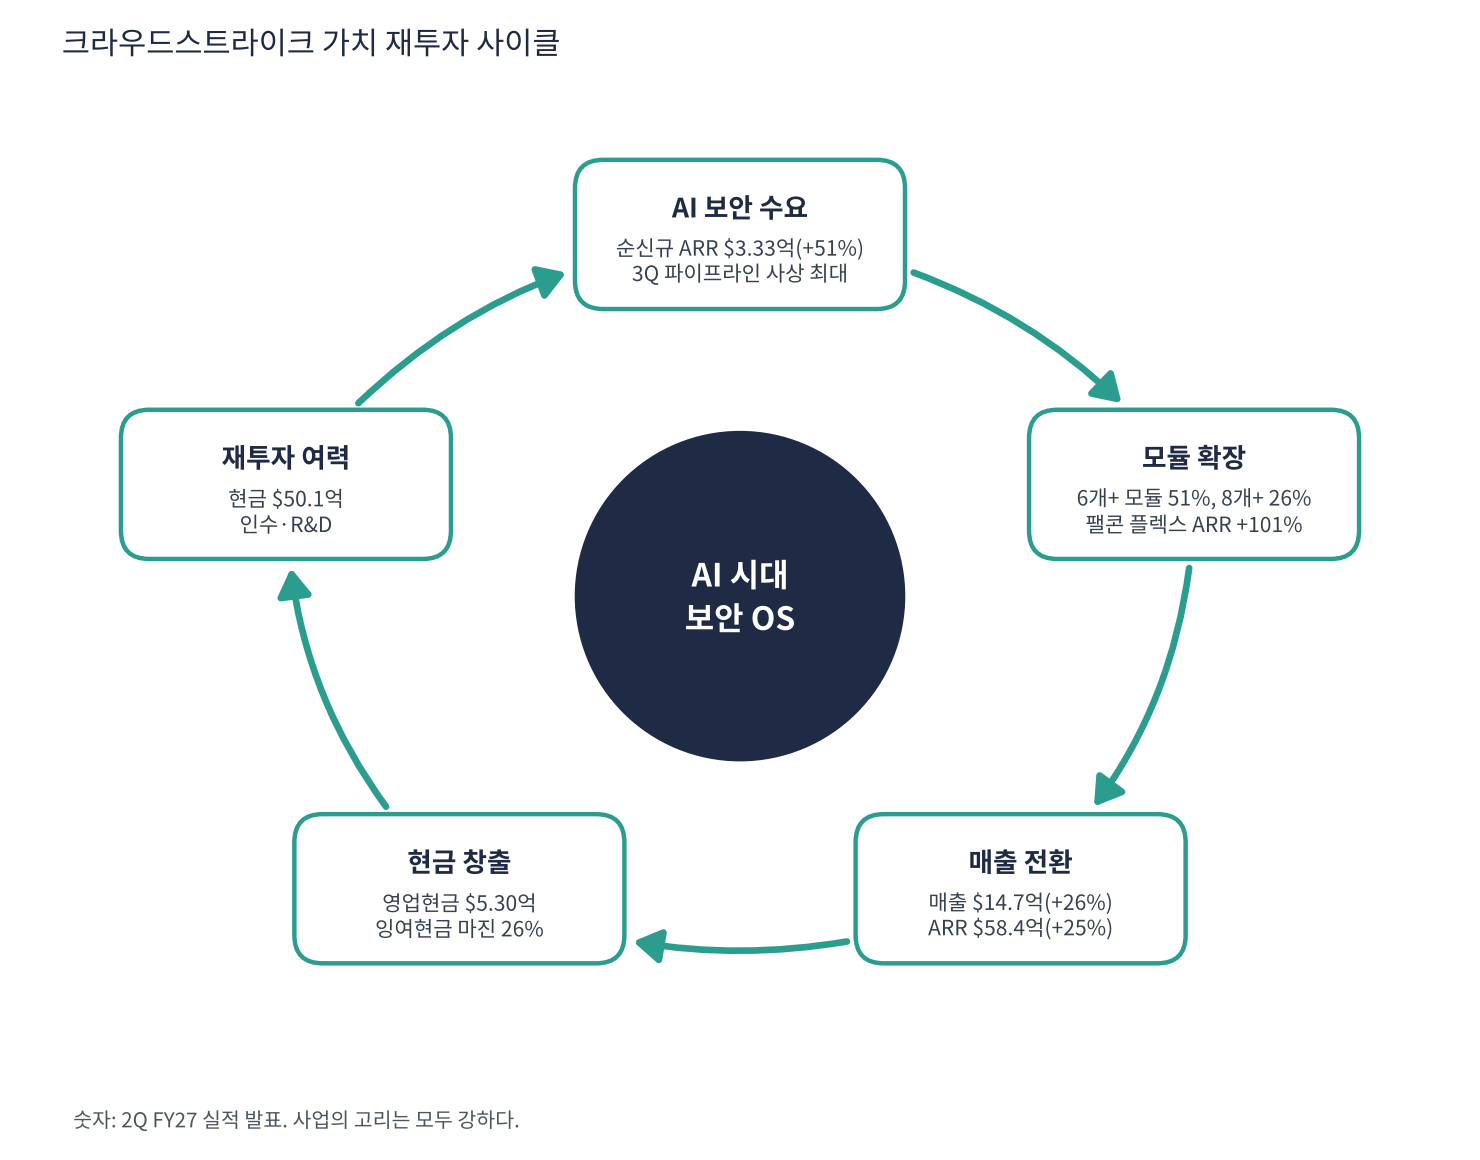 크라우드스트라이크 가치 재투자 사이클
AI 보안 수요
순신규 ARR $3.33억(+51%)
3Q 파이프라인 사상 최대
모듈 확장
6개+ 모듈 51%, 8개+ 26%
팰콘 플렉스 ARR +101%
매출 전환
매출 $14.7억(+26%)
ARR $58.4억(+25%)
현금 창출
영업현금 $5.30억
잉여현금 마진 26%
재투자 여력
현금 $50.1억
인수·R&D
AI 시대
보안 OS
숫자: 2Q FY27 실적 발표. 사업의 고리는 모두 강하다.